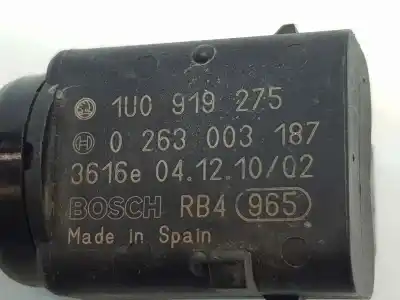 1U0 919 275
0 263 003 187
3616e 04.12.10/02
BOSCH RB4 965
Made in Spain